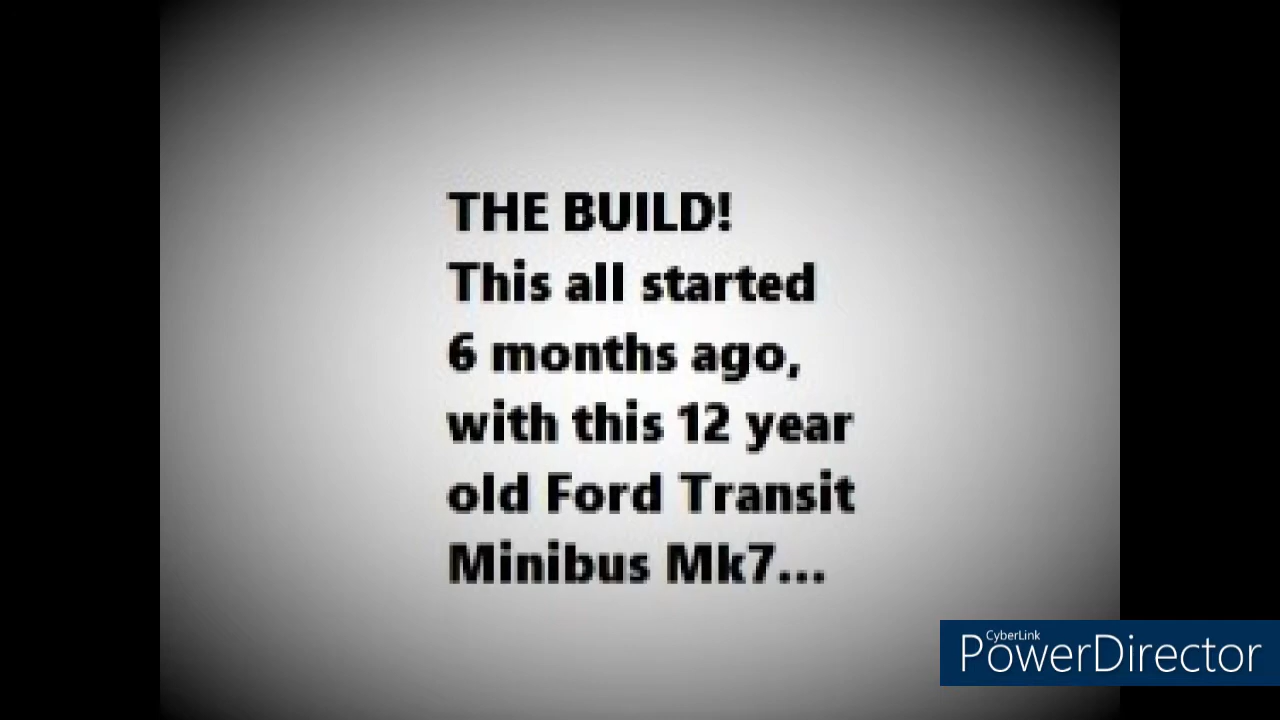 THE BUILD!
This all started
6 months ago,
with this 12 year
old Ford Transit
Minibus Mk7...
CyberLink
PowerDirector